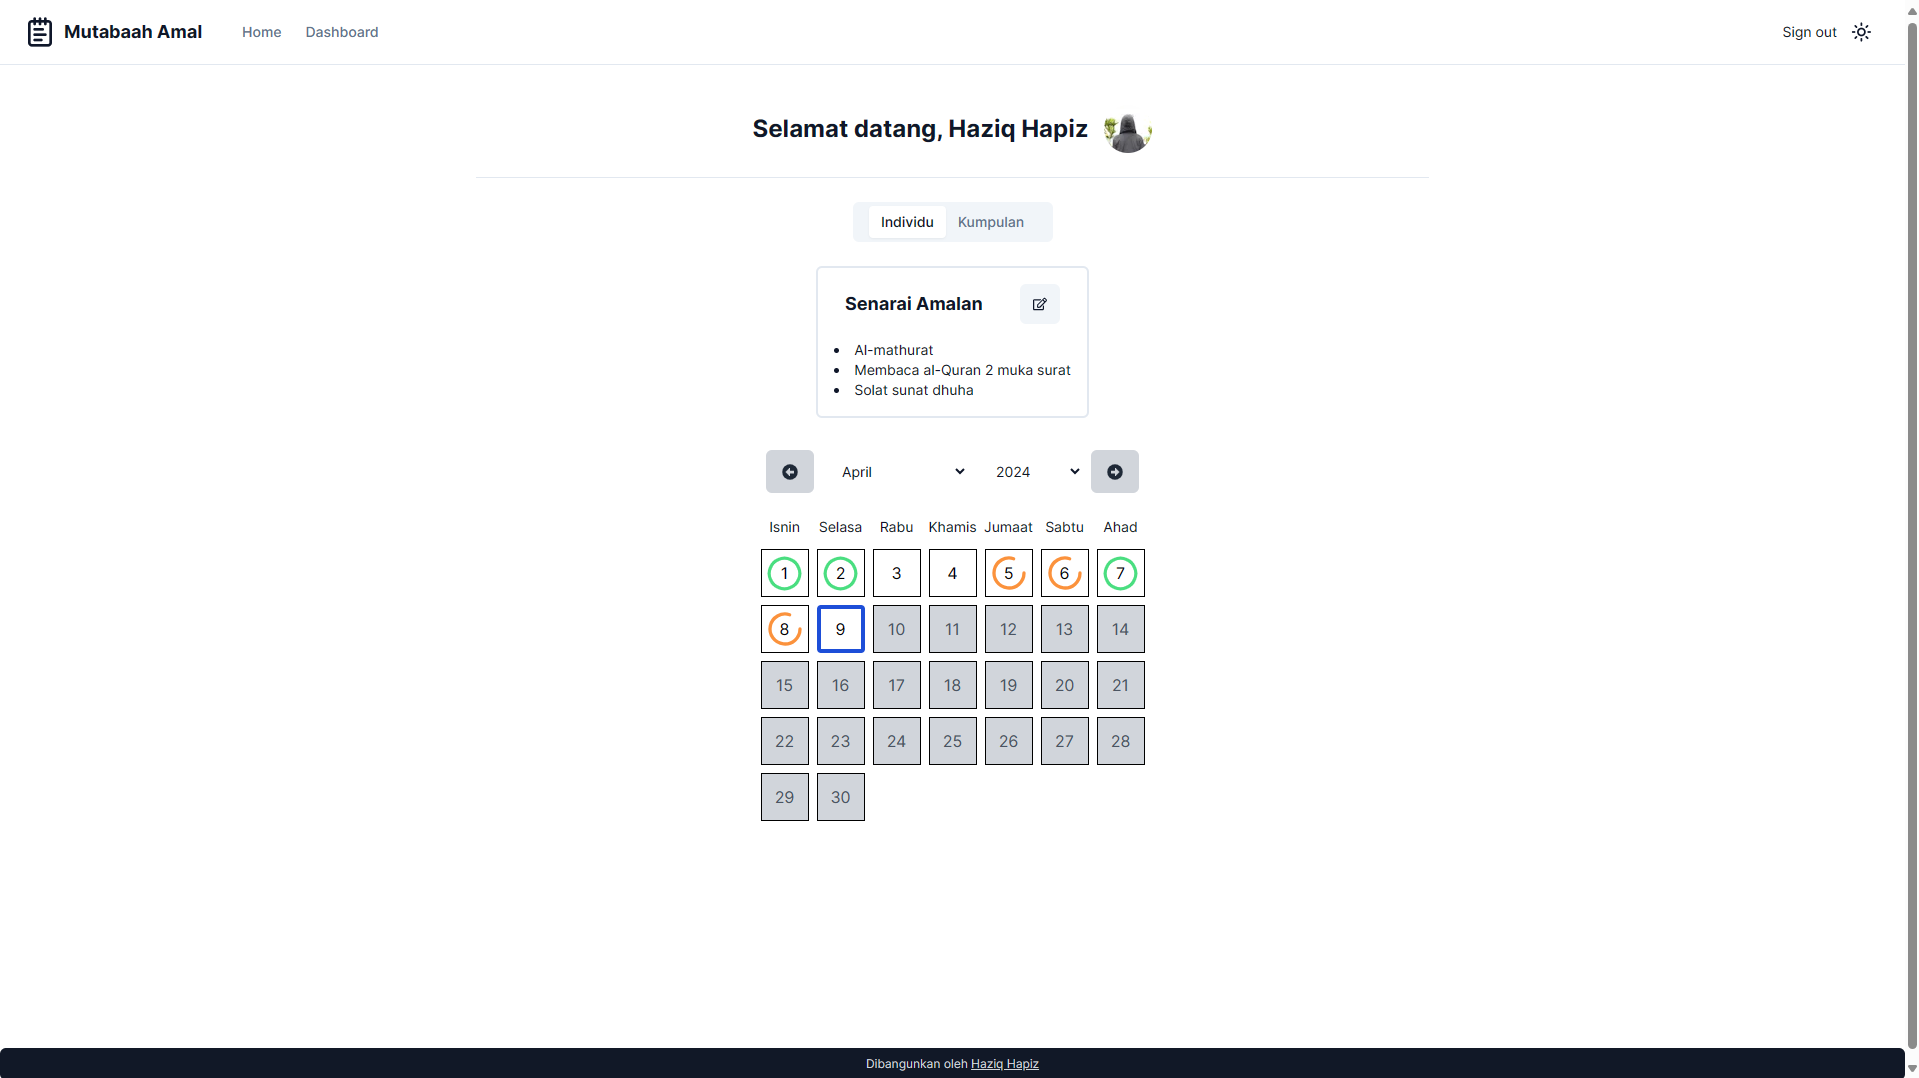 Mutabaah Amal Home Dashboard Sign out
Selamat datang, Haziq Hapiz
Individu Kumpulan
Senarai Amalan
Al-mathurat
Membaca al-Quran 2 muka surat
Solat sunat dhuha
April 2024
Isnin Selasa Rabu Khamis Jumaat Sabtu Ahad
1 2 3 4 5 6 7
8 9 10 11 12 13 14
15 16 17 18 19 20 21
22 23 24 25 26 27 28
29 30
Dibangunkan oleh Haziq Hapiz